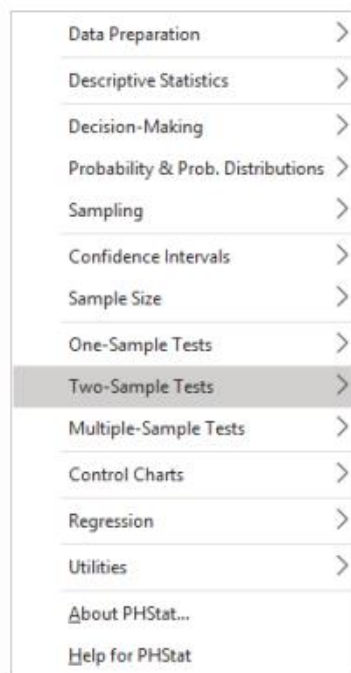 Data Preparation
Descriptive Statistics
Decision-Making
Probability & Prob. Distributions
Sampling
Confidence Intervals
Sample Size
One-Sample Tests
Two-Sample Tests
Multiple-Sample Tests
Control Charts
Regression
Utilities
About PHStat...
Help for PHStat